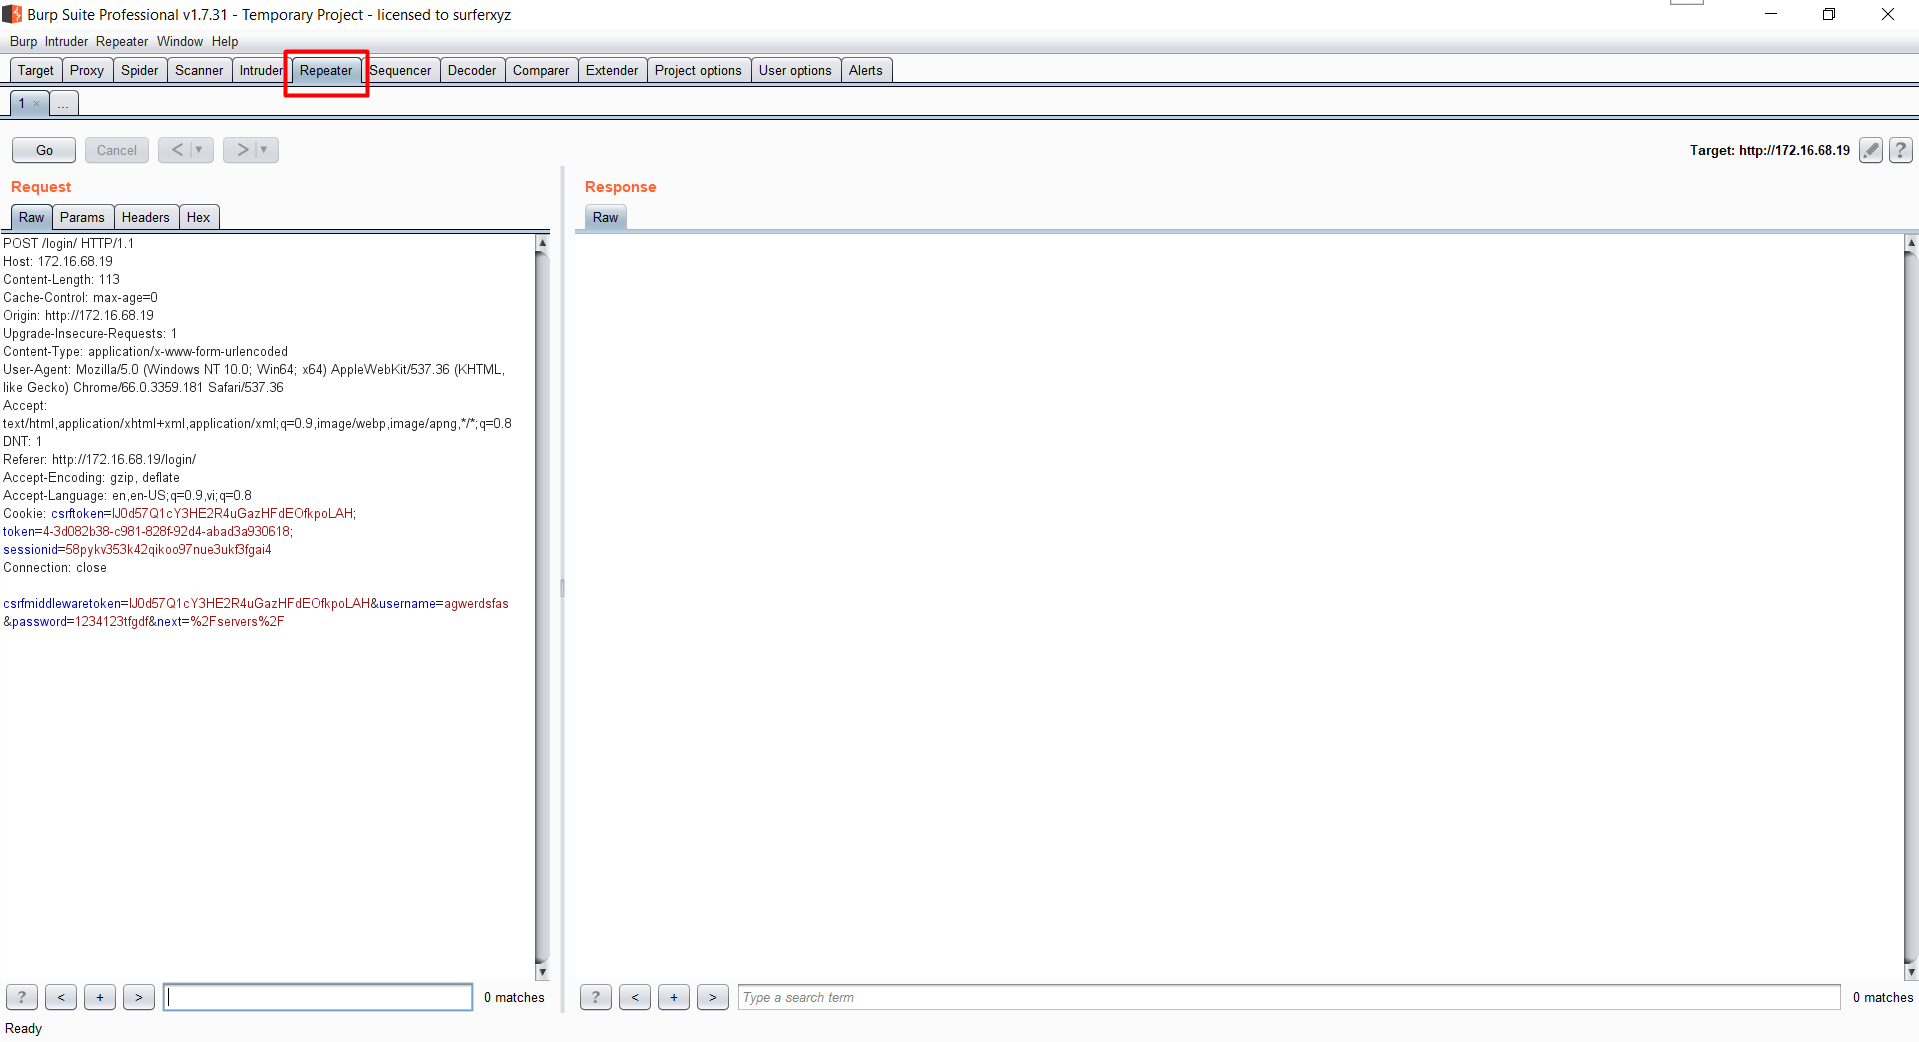 Burp Suite Professional v1.7.31 - Temporary Project - licensed to surferxyz
Burp Intruder Repeater Window Help
Target Proxy Spider Scanner Intruder Repeater Sequencer Decoder Comparer Extender Project options User options Alerts
1 × ...
Go Cancel < > Target: http://172.16.68.19 ?
Request
Raw Params Headers Hex
POST /login/ HTTP/1.1
Host: 172.16.68.19
Content-Length: 113
Cache-Control: max-age=0
Origin: http://172.16.68.19
Upgrade-Insecure-Requests: 1
Content-Type: application/x-www-form-urlencoded
User-Agent: Mozilla/5.0 (Windows NT 10.0; Win64; x64) AppleWebKit/537.36 (KHTML,
like Gecko) Chrome/66.0.3359.181 Safari/537.36
Accept:
text/html,application/xhtml+xml,application/xml;q=0.9,image/webp,image/apng,*/*;q=0.8
DNT: 1
Referer: http://172.16.68.19/login/
Accept-Encoding: gzip, deflate
Accept-Language: en,en-US;q=0.9,vi;q=0.8
Cookie: csrftoken=lJ0d57Q1cY3HE2R4uGazHFdEOfkpoLAH;
token=4-3d082b38-c981-828f-92d4-abad3a930618;
sessionid=58pykv353k42qikoo97nue3ukf3fgai4
Connection: close
csrfmiddlewaretoken=lJ0d57Q1cY3HE2R4uGazHFdEOfkpoLAH&username=agwerdsfas
&password=1234123tfgdf&next=%2Fservers%2F
? < + > 0 matches
Response
Raw
? < + > Type a search term 0 matches
Ready